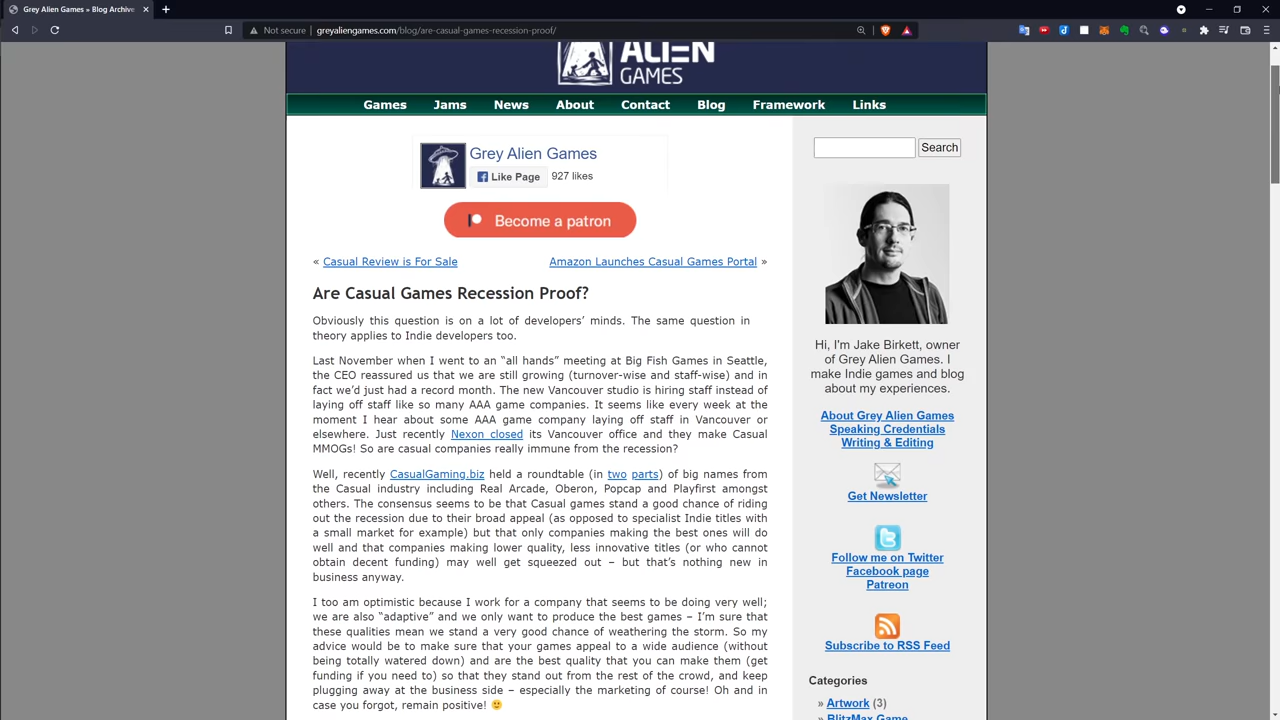 Grey Alien Games » Blog Archive
Not secure
greyaliengames.com/blog/are-casual-games-recession-proof/
ALIEN
GAMES
Games Jams News About Contact Blog Framework Links
Grey Alien Games
Like Page 927 likes
Become a patron
« Casual Review is For Sale
Amazon Launches Casual Games Portal »
Are Casual Games Recession Proof?
Obviously this question is on a lot of developers’ minds. The same question in
theory applies to Indie developers too.
Last November when I went to an “all hands” meeting at Big Fish Games in Seattle,
the CEO reassured us that we are still growing (turnover-wise and staff-wise) and in
fact we’d just had a record month. The new Vancouver studio is hiring staff instead of
laying off staff like so many AAA game companies. It seems like every week at the
moment I hear about some AAA game company laying off staff in Vancouver or
elsewhere. Just recently Nexon closed its Vancouver office and they make Casual
MMOGs! So are casual companies really immune from the recession?
Well, recently CasualGaming.biz held a roundtable (in two parts) of big names from
the Casual industry including Real Arcade, Oberon, Popcap and Playfirst amongst
others. The consensus seems to be that Casual games stand a good chance of riding
out the recession due to their broad appeal (as opposed to specialist Indie titles with
a small market for example) but that only companies making the best ones will do
well and that companies making lower quality, less innovative titles (or who cannot
obtain decent funding) may well get squeezed out – but that’s nothing new in
business anyway.
I too am optimistic because I work for a company that seems to be doing very well;
we are also “adaptive” and we only want to produce the best games – I’m sure that
these qualities mean we stand a very good chance of weathering the storm. So my
advice would be to make sure that your games appeal to a wide audience (without
being totally watered down) and are the best quality that you can make them (get
funding if you need to) so that they stand out from the rest of the crowd, and keep
plugging away at the business side – especially the marketing of course! Oh and in
case you forgot, remain positive!
Search
Hi, I'm Jake Birkett, owner
of Grey Alien Games. I
make Indie games and blog
about my experiences.
About Grey Alien Games
Speaking Credentials
Writing & Editing
Get Newsletter
Follow me on Twitter
Facebook page
Patreon
Subscribe to RSS Feed
Categories
» Artwork (3)
» BlitzMax Game